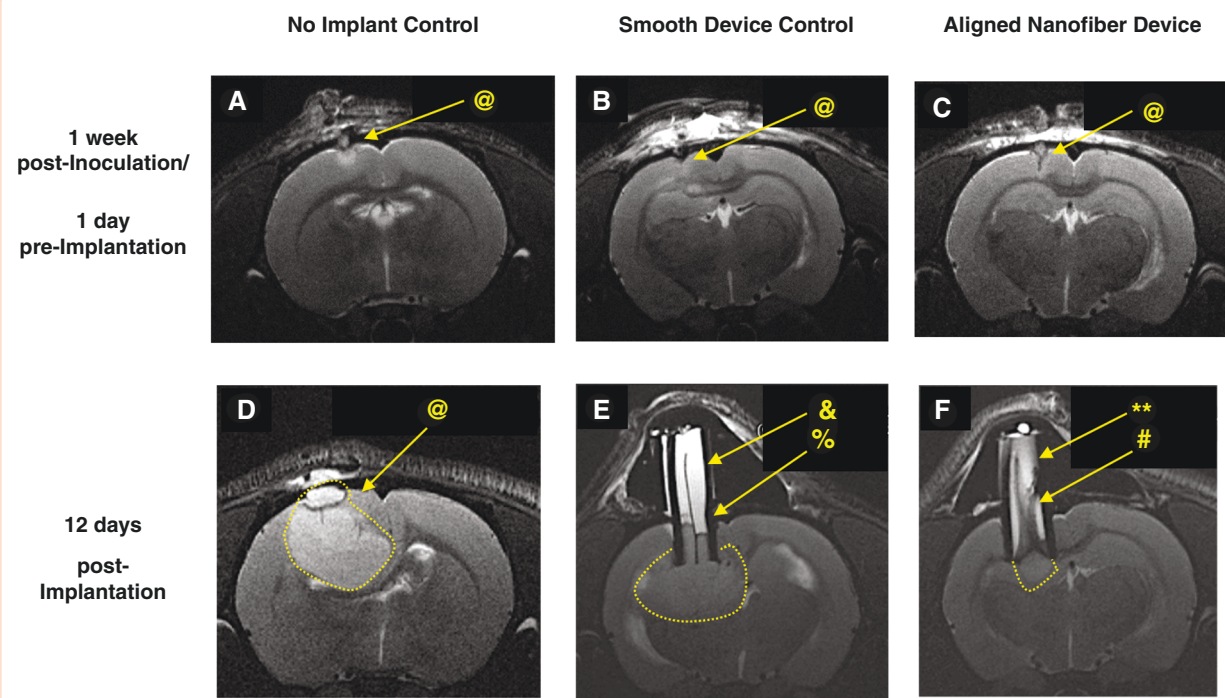 No Implant Control
Smooth Device Control
Aligned Nanofiber Device
1 week
post-Inoculation/
1 day
pre-Implantation
A
@
B
@
C
@
12 days
post-
Implantation
D
@
E
&
%
F
**
#